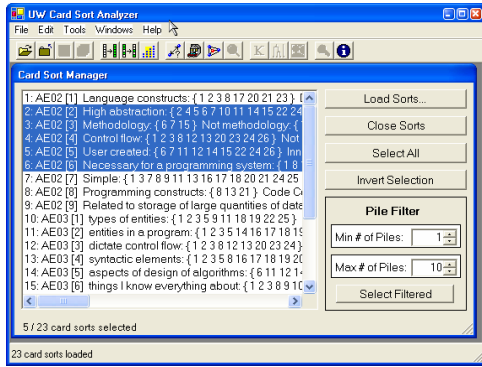 UW Card Sort Analyzer
File Edit Tools Windows Help
Card Sort Manager
1: AE02 [1] Language constructs: { 1 2 3 8 17 20 21 23 }
2: AE02 [2] High abstraction: { 2 4 5 6 7 10 11 14 15 22 24
3: AE02 [3] Methodology: { 6 7 15 } Not methodology: {
4: AE02 [4] Control flow: { 1 2 3 8 12 13 20 23 24 26 } Not
5: AE02 [5] User created: { 6 7 11 12 14 15 22 24 26 } Inn
6: AE02 [6] Necessary for a programming system: { 1 8
7: AE02 [7] Simple: { 1 3 7 8 9 11 13 16 17 18 20 21 24 25
8: AE02 [8] Programming constructs: { 8 13 21 } Code C
9: AE02 [9] Related to storage of large quantities of data
10: AE03 [1] types of entities: { 1 2 3 5 9 11 18 19 22 25 }
11: AE03 [2] entities in a program: { 1 2 3 5 14 16 17 18 19
12: AE03 [3] dictate control flow: { 1 2 3 8 12 13 20 23 24 }
13: AE03 [4] syntactic elements: { 1 2 3 5 8 16 17 18 19 20
14: AE03 [5] aspects of design of algorithms: { 6 11 12 14
15: AE03 [6] things I know everything about: { 1 2 3 8 9 10
5 / 23 card sorts selected
Load Sorts...
Close Sorts
Select All
Invert Selection
Pile Filter
Min # of Piles: 1
Max # of Piles: 10
Select Filtered
23 card sorts loaded